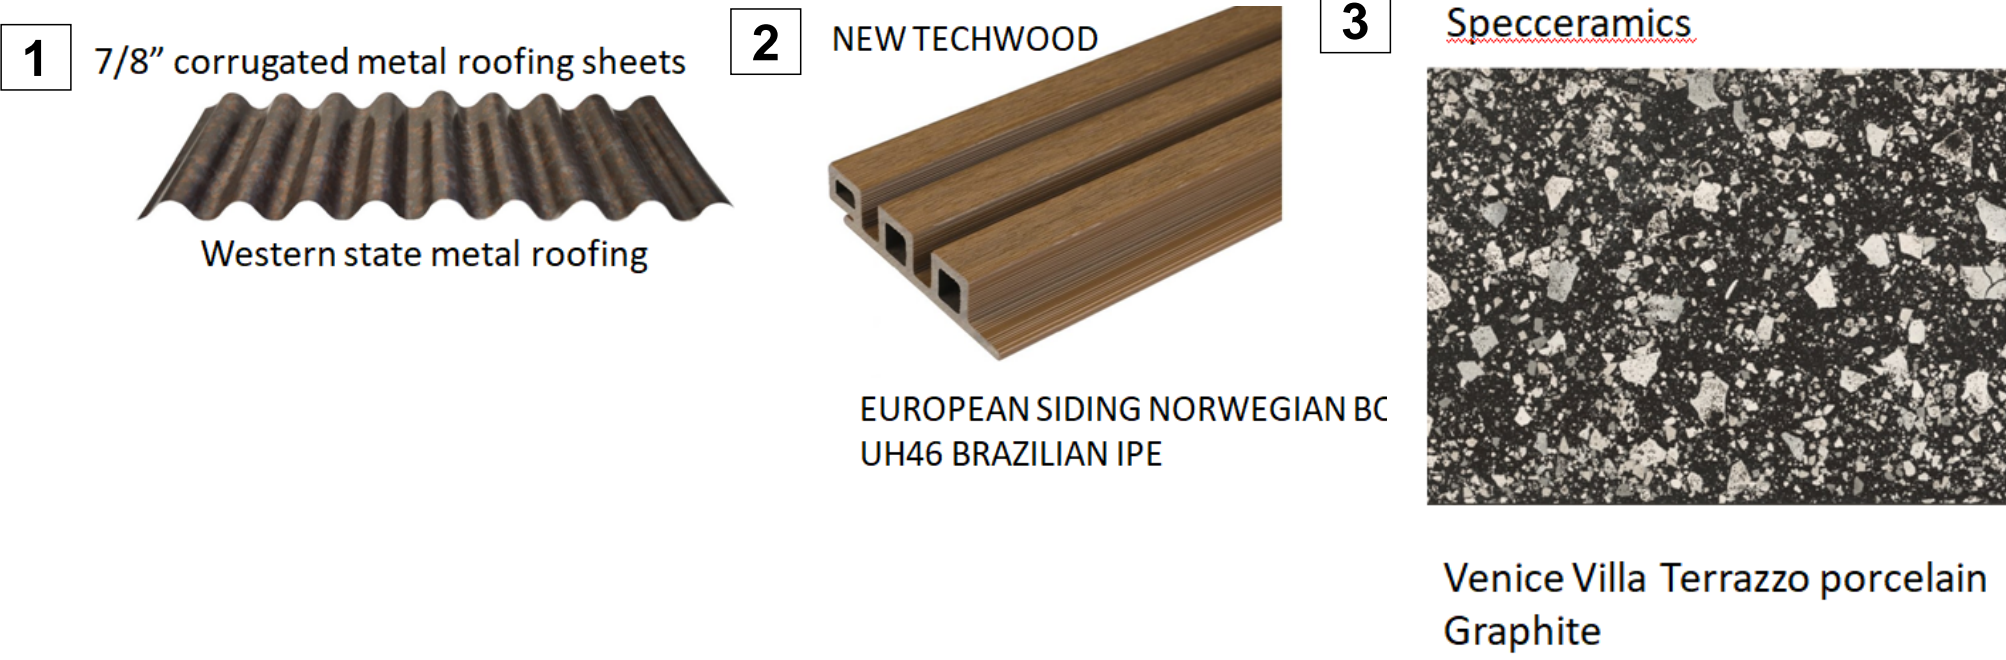 1
7/8” corrugated metal roofing sheets
Western state metal roofing
2
NEW TECHWOOD
EUROPEAN SIDING NORWEGIAN
UH46 BRAZILIAN IPE
3
Specceramics
Venice Villa Terrazzo porcelain
Graphite